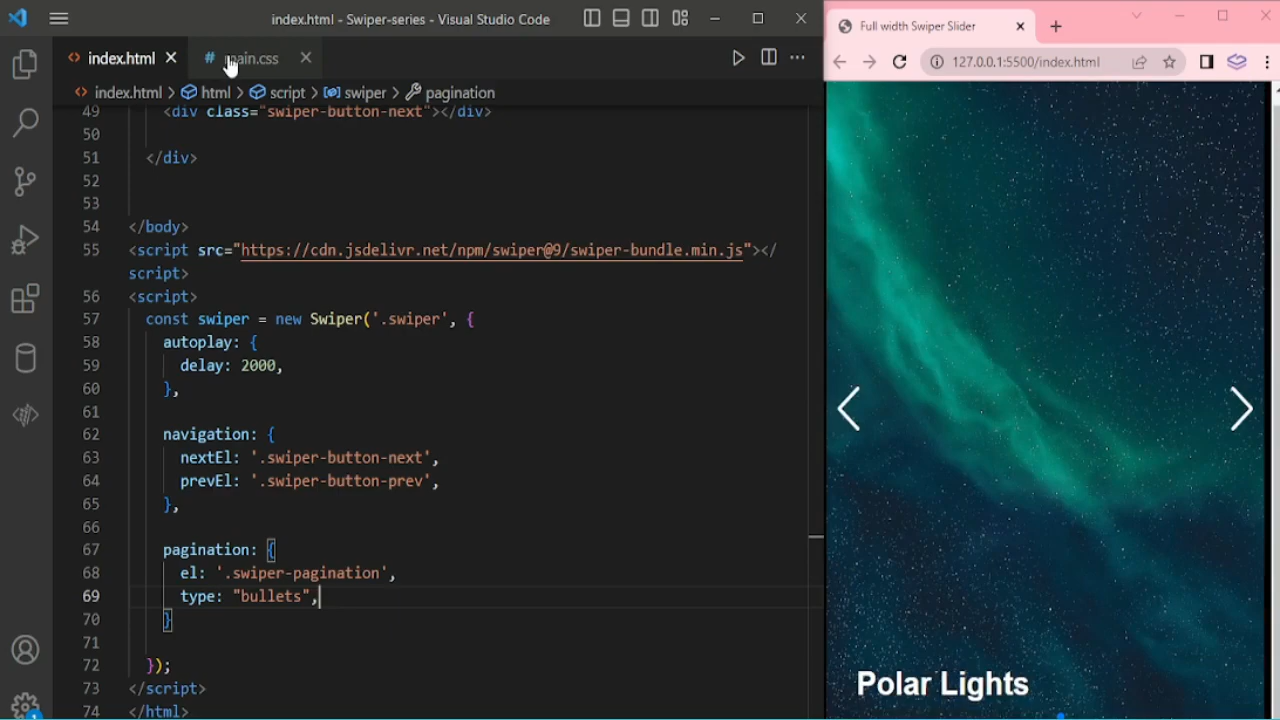 index.html - Swiper-series - Visual Studio Code
index.html
# main.css
index.html > html > script > swiper > pagination
49 <div class="swiper-button-next"></div>
50
51 </div>
52
53
54 </body>
55 <script src="https://cdn.jsdelivr.net/npm/swiper@9/swiper-bundle.min.js"></
script>
56 <script>
57 const swiper = new Swiper('.swiper', {
58 autoplay: {
59 delay: 2000,
60 },
61
62 navigation: {
63 nextEl: '.swiper-button-next',
64 prevEl: '.swiper-button-prev',
65 },
66
67 pagination: {
68 el: '.swiper-pagination',
69 type: "bullets",
70 }
71
72 });
73 </script>
74 </html>
1
Full width Swiper Slider
127.0.0.1:5500/index.html
Polar Lights